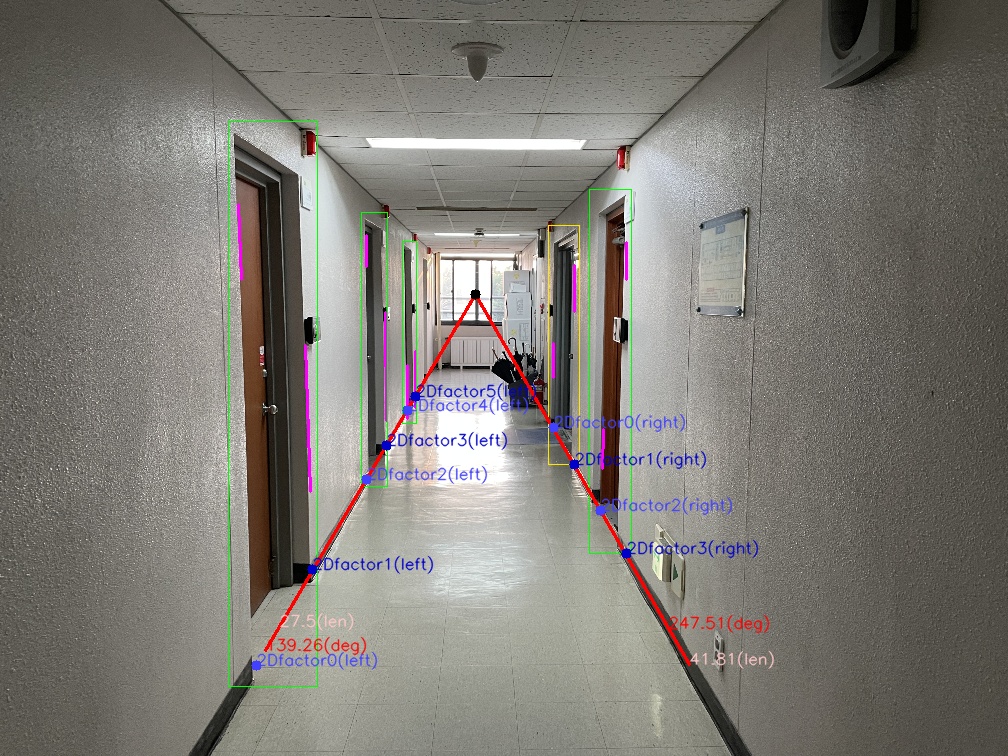 2Dfactor5(left)
2Dfactor4(left)
2Dfactor0(right)
2Dfactor3(left)
2Dfactor1(right)
2Dfactor2(left)
2Dfactor2(right)
2Dfactor3(right)
2Dfactor1(left)
27.5(len)
247.51(deg)
139.26(deg)
2Dfactor0(left)
41.81(len)